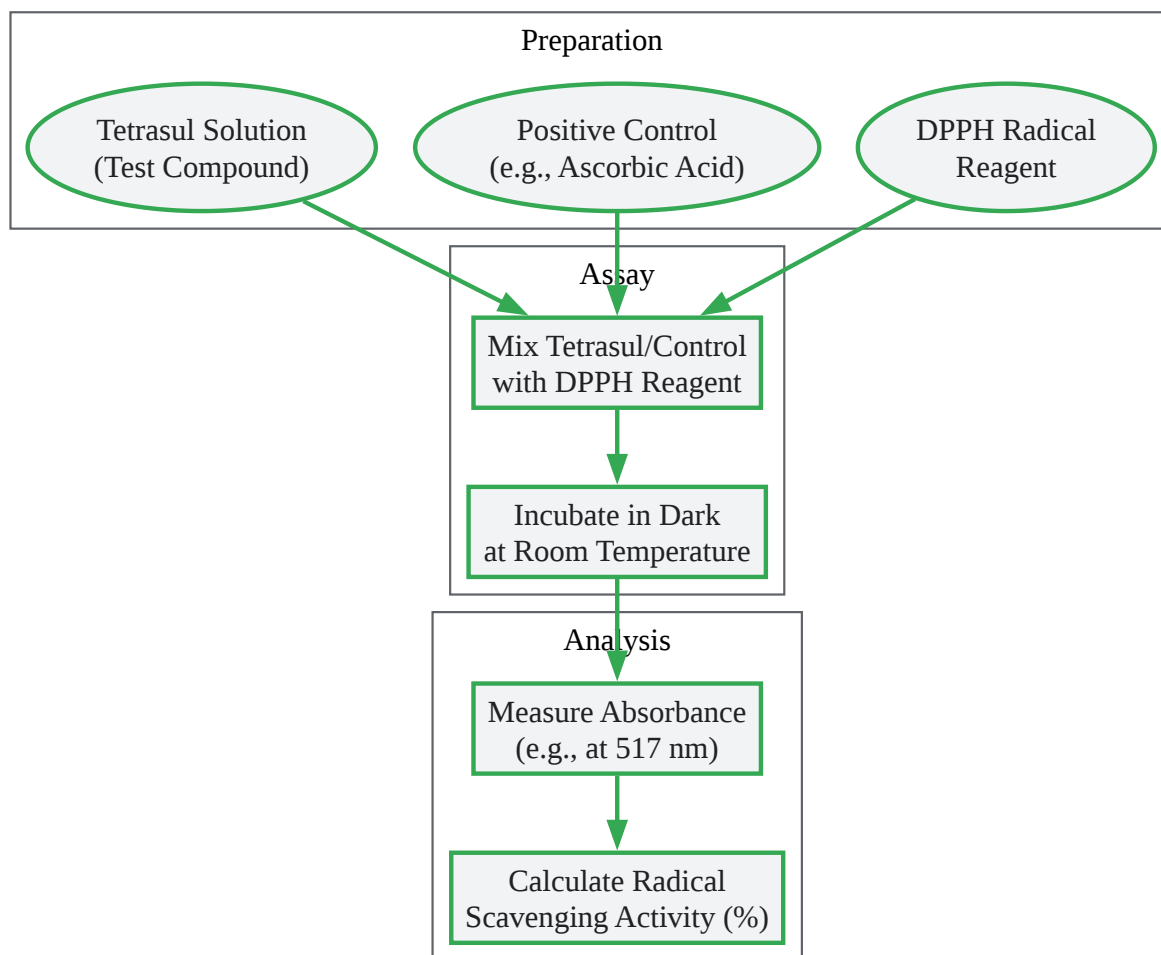 Preparation
Tetrasul Solution
(Test Compound)
Positive Control
(e.g., Ascorbic Acid)
DPPH Radical
Reagent
Assay
Mix Tetrasul/Control
with DPPH Reagent
Incubate in Dark
at Room Temperature
Analysis
Measure Absorbance
(e.g., at 517 nm)
Calculate Radical
Scavenging Activity (%)